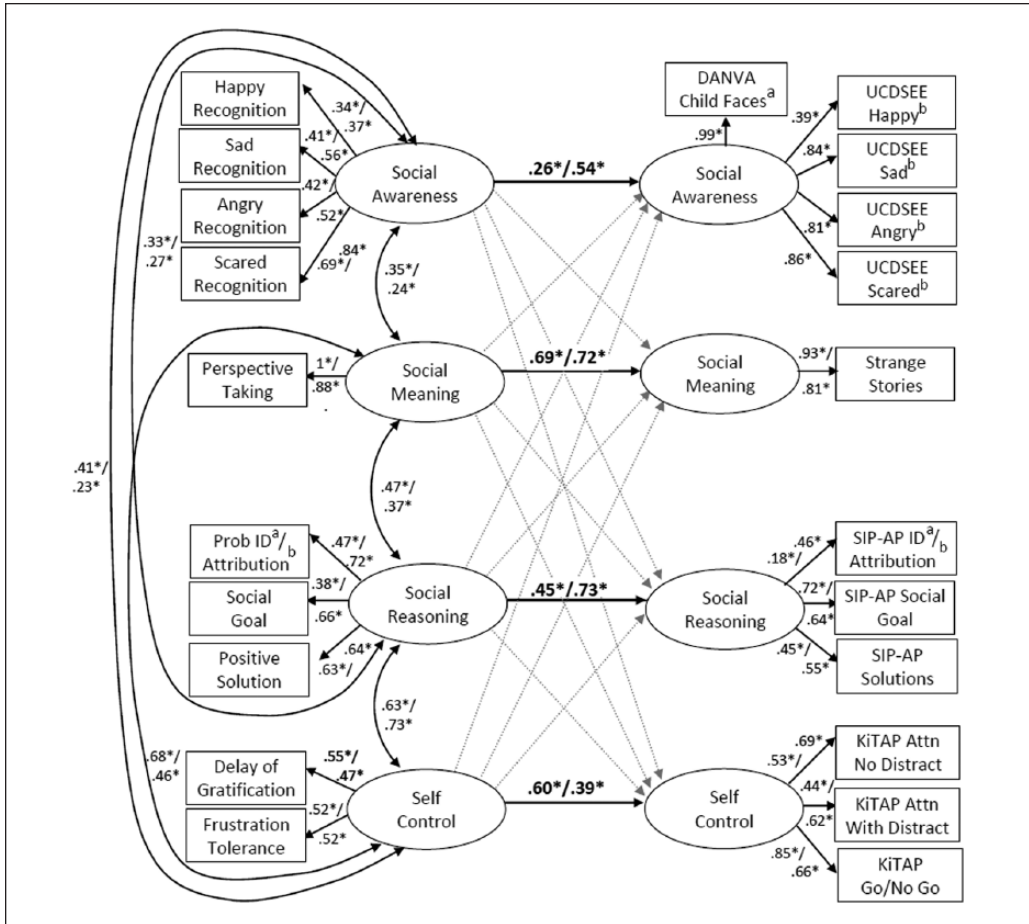 Happy
Recognition
Sad
Recognition
Angry
Recognition
Scared
Recognition
.34*/
.37*
.41*/
.56*
.42*/
.52*
.84*
.69*/
Social
Awareness
.26*/.54*
Social
Awareness
DANVA
Child Faces a
.99*
.39*
.84*
.81*
.86*
UCDSEE
Happy b
UCDSEE
Sad b
UCDSEE
Angry b
UCDSEE
Scared b
.33*/
.27*
.35*/
.24*
Perspective
Taking
1*/
.88*
.
Social
Meaning
.69*/.72*
Social
Meaning
.93*/
.81*
Strange
Stories
.41*/
.23*
.47*/
.37*
Prob ID a/b
Attribution
Social
Goal
Positive
Solution
.47*/
.72*
.38*/
.66*
.64*
.63*/
Social
Reasoning
.45*/.73*
Social
Reasoning
.46*
.18*/
.72*/
.64*
.45*/
.55*
SIP-AP ID a/b
Attribution
SIP-AP Social
Goal
SIP-AP
Solutions
.63*/
.73*
.68*/
.46*
Delay of
Gratification
Frustration
Tolerance
.55*/
.47*
.52*/
.52*
Self
Control
.60*/.39*
Self
Control
.69*
.53*/
.44*/
.62*
.85*/
.66*
KiTAP Attn
No Distract
KiTAP Attn
With Distract
KiTAP
Go/No Go